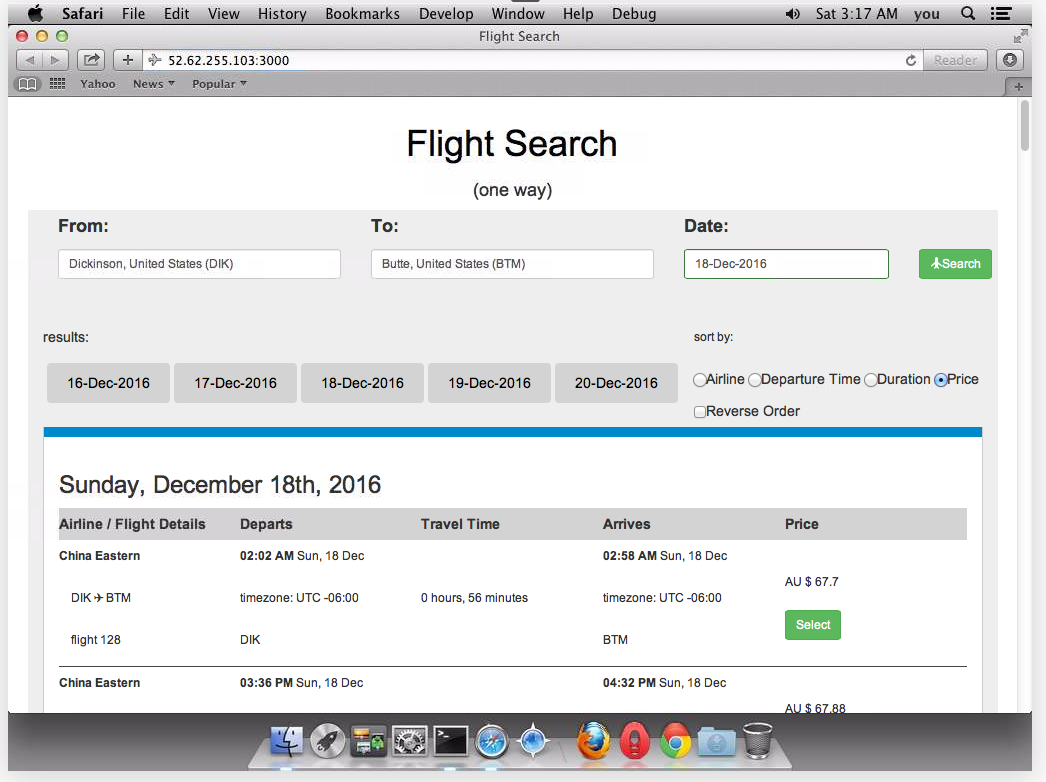 Safari File Edit View History Bookmarks Develop Window Help Debug Sat 3:17 AM you
Flight Search
52.62.255.103:3000 Reader
Yahoo News Popular
Flight Search
(one way)
From: To: Date:
Dickinson, United States (DIK) Butte, United States (BTM) 18-Dec-2016 Search
results: sort by:
16-Dec-2016 17-Dec-2016 18-Dec-2016 19-Dec-2016 20-Dec-2016 Airline Departure Time Duration Price
Reverse Order
Sunday, December 18th, 2016
Airline / Flight Details Departs Travel Time Arrives Price
China Eastern 02:02 AM Sun, 18 Dec 02:58 AM Sun, 18 Dec
AU $ 67.7
DIK ✈ BTM timezone: UTC -06:00 0 hours, 56 minutes timezone: UTC -06:00
Select
flight 128 DIK BTM
China Eastern 03:36 PM Sun, 18 Dec 04:32 PM Sun, 18 Dec
AU $ 67.88